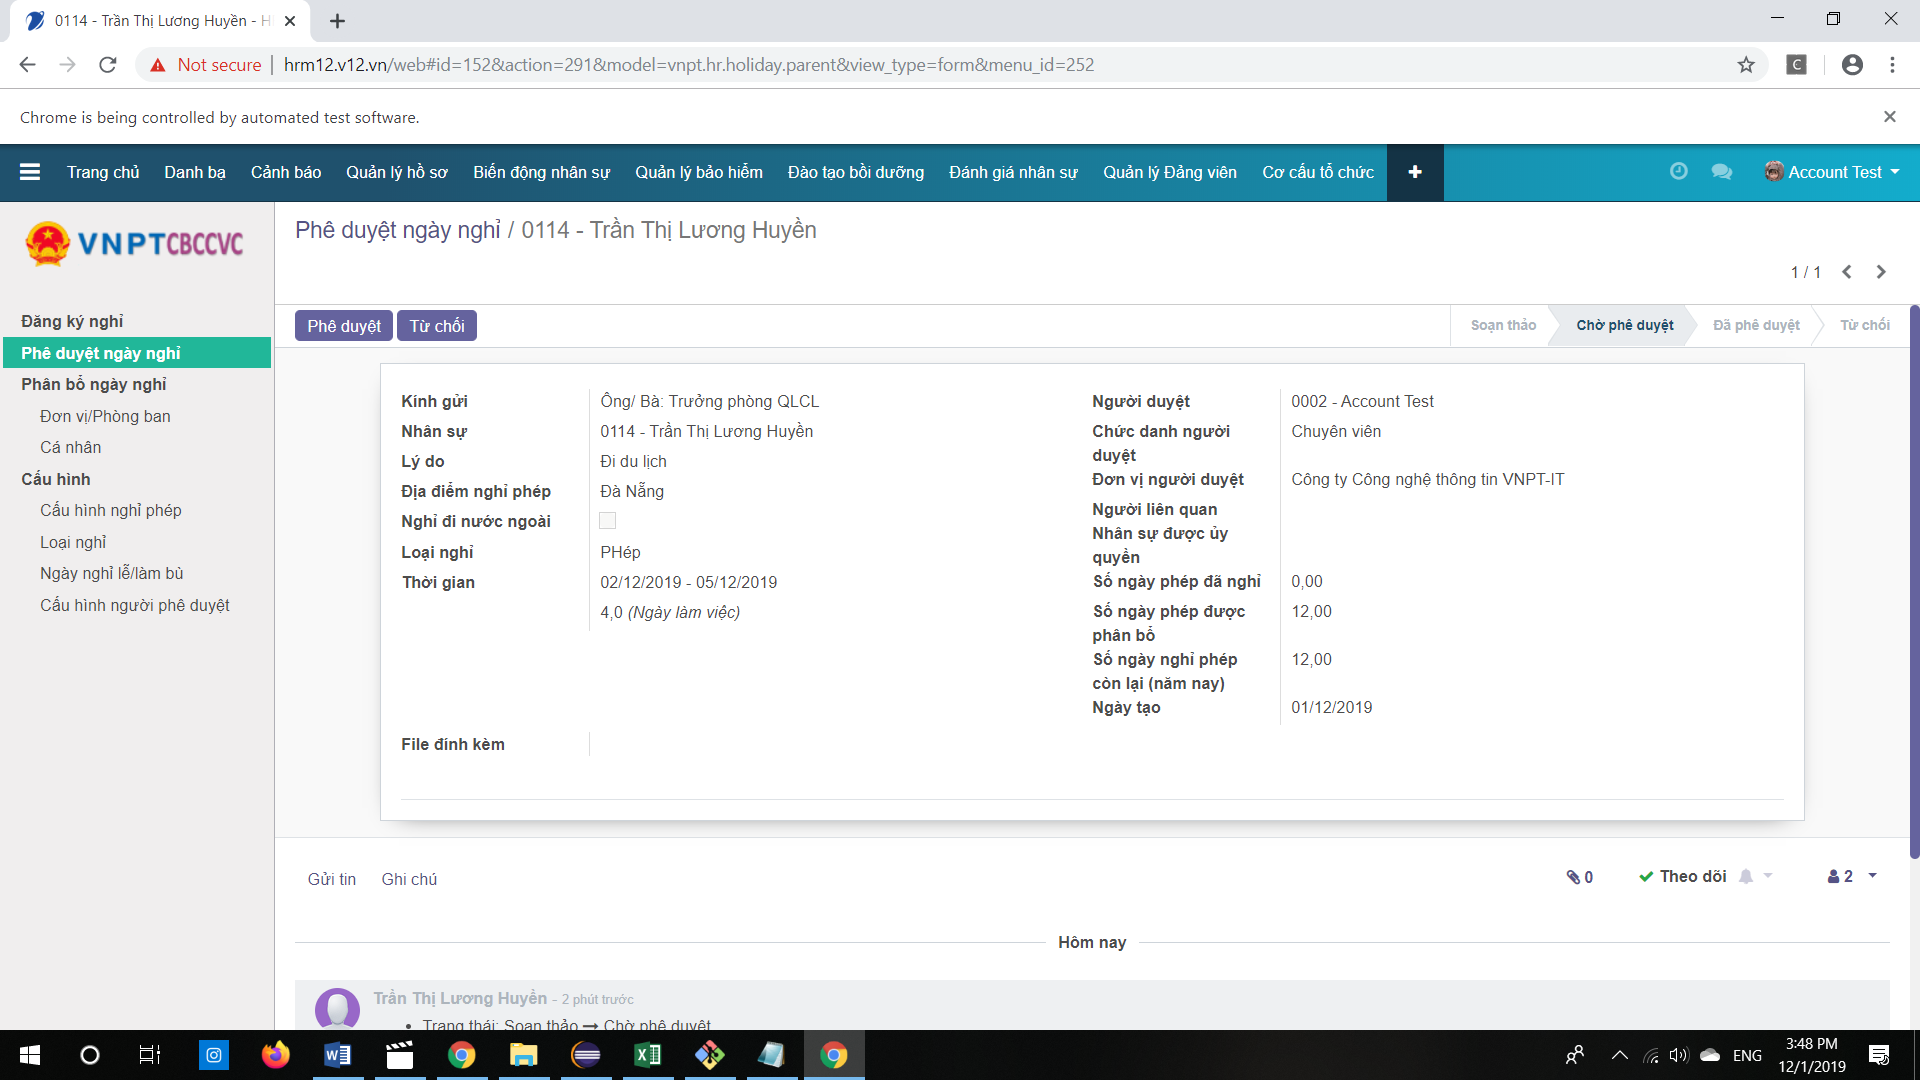 0114 - Trần Thị Lương Huyền - H
Not secure | hrm12.v12.vn/web#id=152&action=291&model=vnpt.hr.holiday.parent&view_type=form&menu_id=252
C
Chrome is being controlled by automated test software.
Trang chủ Danh bạ Cảnh báo Quản lý hồ sơ Biến động nhân sự Quản lý bảo hiểm Đào tạo bồi dưỡng Đánh giá nhân sự Quản lý Đảng viên Cơ cấu tổ chức + Account Test
VNPT CBCCVC
Phê duyệt ngày nghỉ / 0114 - Trần Thị Lương Huyền
1 / 1
Đăng ký nghỉ
Phê duyệt ngày nghỉ
Phân bổ ngày nghỉ
Đơn vị/Phòng ban
Cá nhân
Cấu hình
Cấu hình nghỉ phép
Loại nghỉ
Ngày nghỉ lễ/làm bù
Cấu hình người phê duyệt
Phê duyệt Từ chối
Soạn thảo Chờ phê duyệt Đã phê duyệt Từ chối
Kính gửi Ông/ Bà: Trưởng phòng QLCL
Nhân sự 0114 - Trần Thị Lương Huyền
Lý do Đi du lịch
Địa điểm nghỉ phép Đà Nẵng
Nghỉ đi nước ngoài
Loại nghỉ PHép
Thời gian 02/12/2019 - 05/12/2019
4,0 (Ngày làm việc)
Người duyệt 0002 - Account Test
Chức danh người Chuyên viên
duyệt
Đơn vị người duyệt Công ty Công nghệ thông tin VNPT-IT
Người liên quan
Nhân sự được ủy
quyền
Số ngày phép đã nghỉ 0,00
Số ngày phép được 12,00
phân bổ
Số ngày nghỉ phép 12,00
còn lại (năm nay)
Ngày tạo 01/12/2019
File đính kèm
Gửi tin Ghi chú
0 Theo dõi 2
Hôm nay
Trần Thị Lương Huyền - 2 phút trước
• Trạng thái: Soạn thảo → Chờ phê duyệt
ENG
3:48 PM
12/1/2019